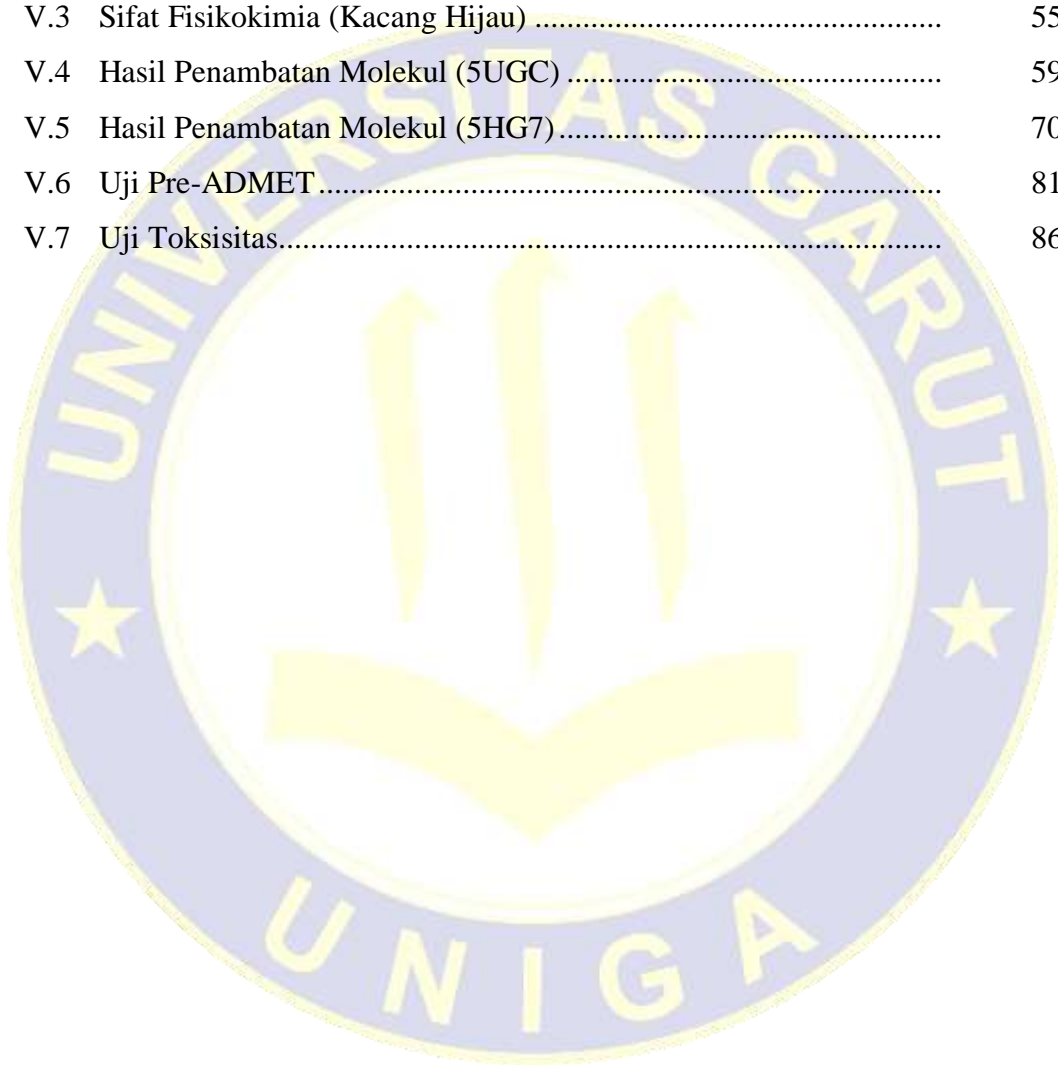 V.3 Sifat Fisikokimia (Kacang Hijau) ................................................... 55
V.4 Hasil Penambatan Molekul (5UGC) ............................................. 59
V.5 Hasil Penambatan Molekul (5HG7) .............................................. 70
V.6 Uji Pre-ADMET ........................................................................... 81
V.7 Uji Toksisitas................................................................................ 86
UNIVERSITAS GARUT
UNIGA